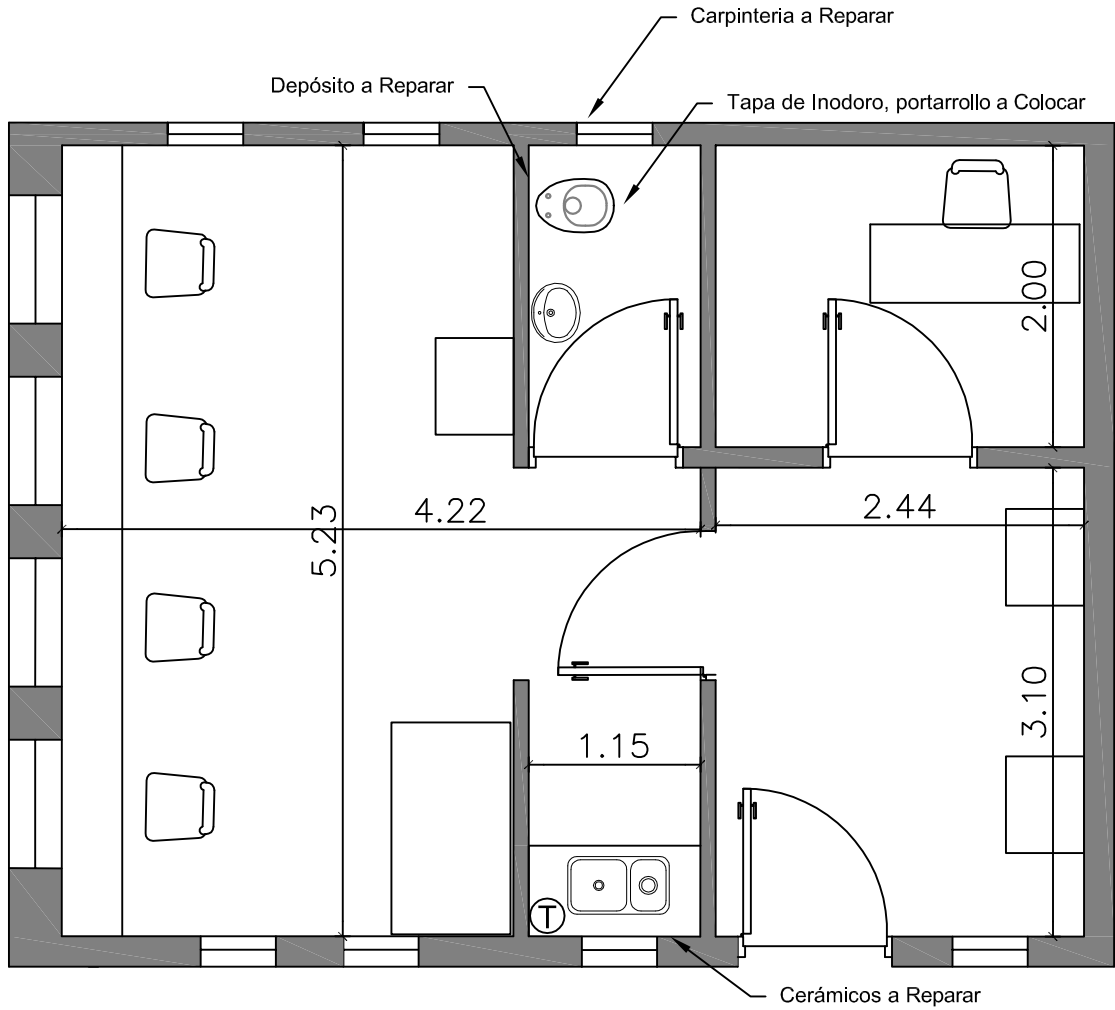 Carpinteria a Reparar
Depósito a Reparar
Tapa de Inodoro, portarrollo a Colocar
2.00
4.22
2.44
5.23
3.10
1.15
T
Cerámicos a Reparar